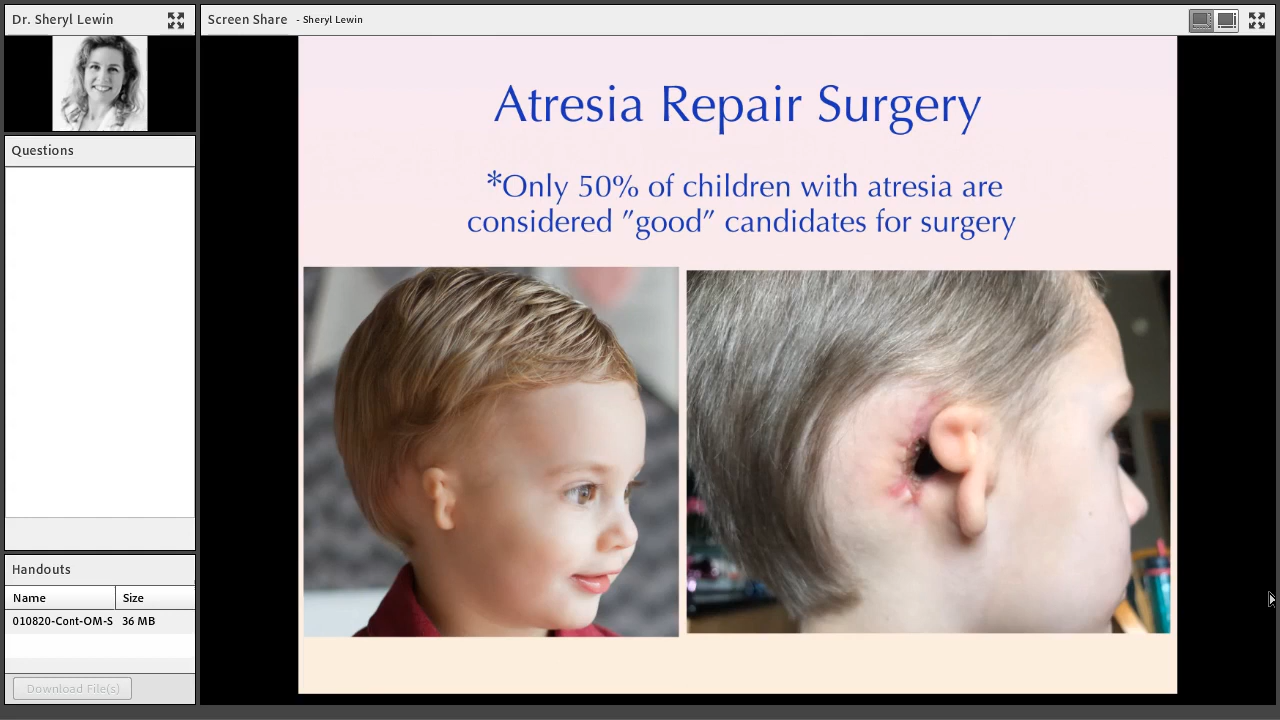 Dr. Sheryl Lewin
Screen Share - Sheryl Lewin
Questions
Handouts
Name Size
010820-Cont-OM-S 36 MB
Download File(s)
Atresia Repair Surgery
*Only 50% of children with atresia are
considered ”good” candidates for surgery